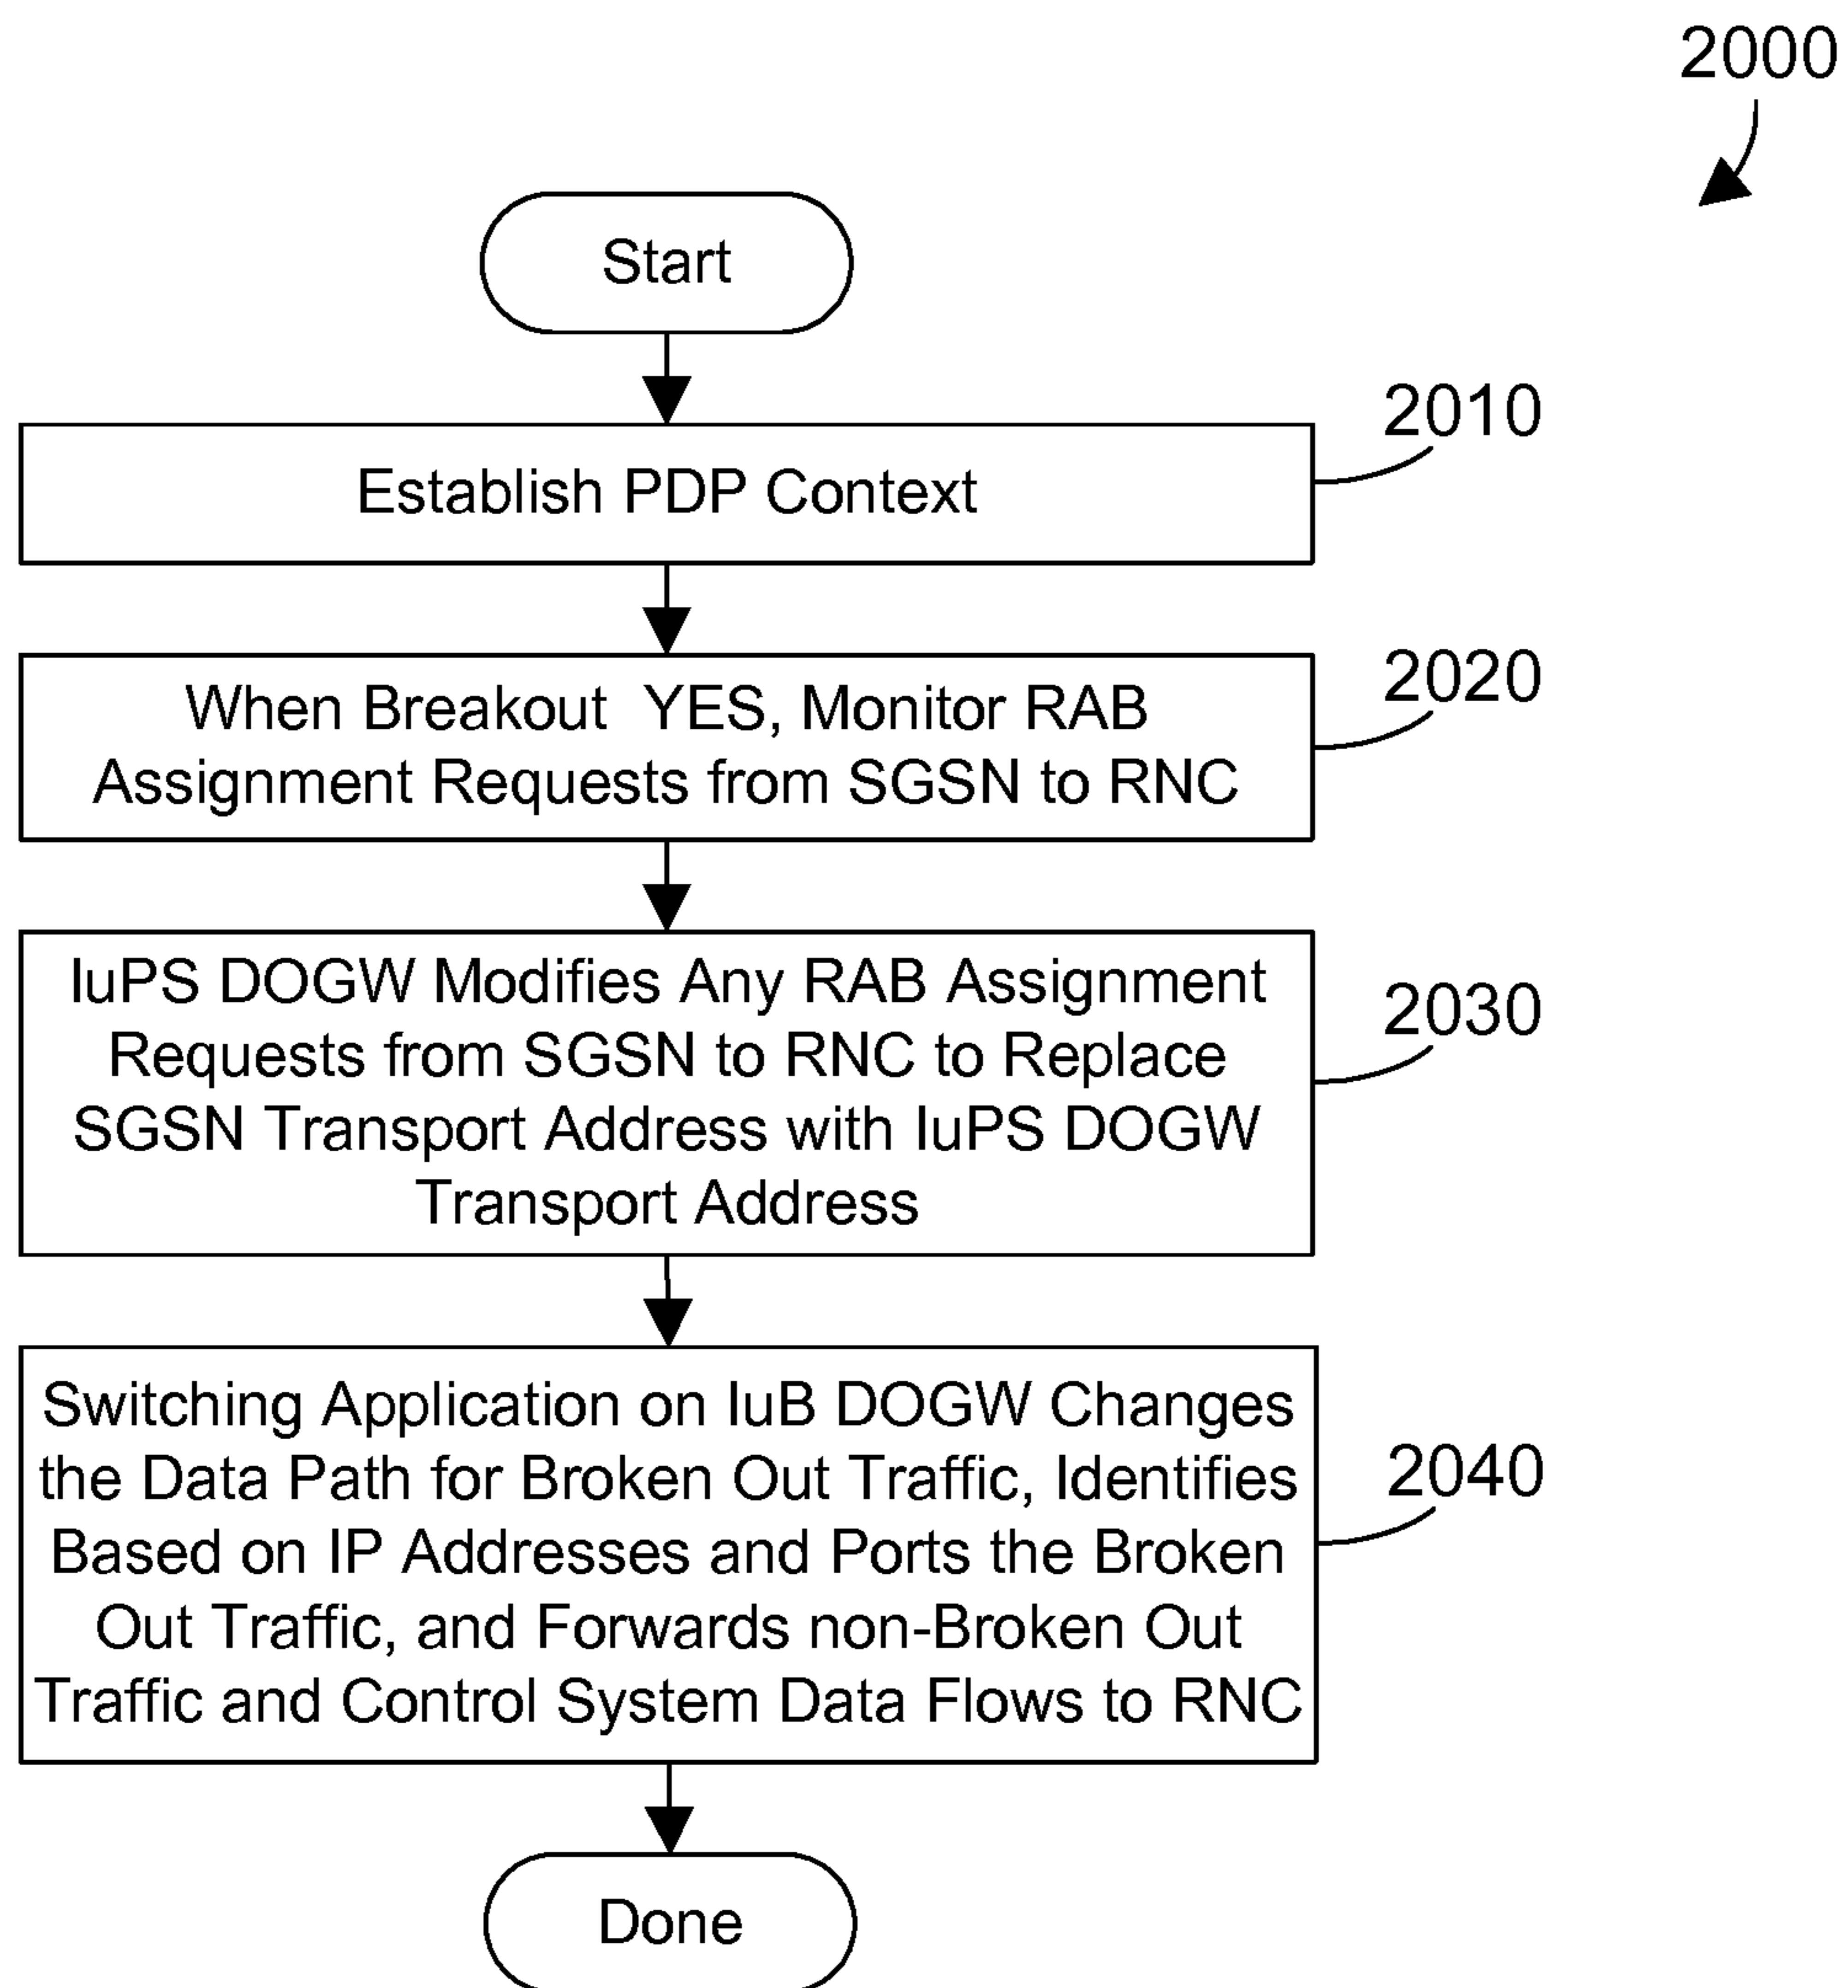 2000
Start
2010
Establish PDP Context
2020
When Breakout YES, Monitor RAB
Assignment Requests from SGSN to RNC
2030
IuPS DOGW Modifies Any RAB Assignment
Requests from SGSN to RNC to Replace
SGSN Transport Address with IuPS DOGW
Transport Address
2040
Switching Application on IuB DOGW Changes
the Data Path for Broken Out Traffic, Identifies
Based on IP Addresses and Ports the Broken
Out Traffic, and Forwards non-Broken Out
Traffic and Control System Data Flows to RNC
Done